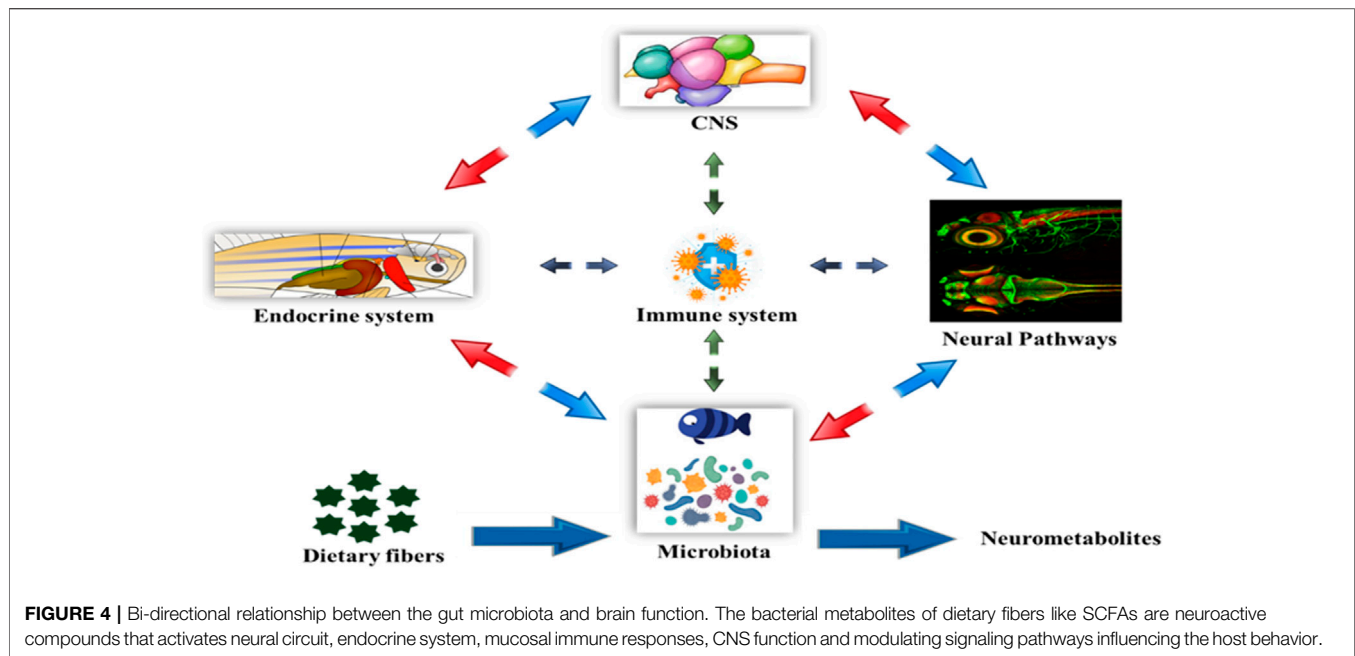 CNS
Endocrine system
Immune system
Neural Pathways
Dietary fibers
Microbiota
Neurometabolites
FIGURE 4 | Bi-directional relationship between the gut microbiota and brain function. The bacterial metabolites of dietary fibers like SCFAs are neuroactive
compounds that activates neural circuit, endocrine system, mucosal immune responses, CNS function and modulating signaling pathways influencing the host behavior.